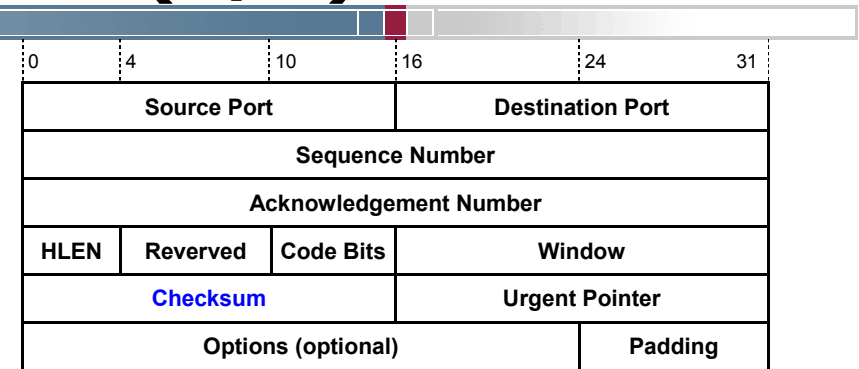 0 4 10 16 24 31
Source Port Destination Port
Sequence Number
Acknowledgement Number
HLEN Reverved Code Bits Window
Checksum Urgent Pointer
Options (optional) Padding